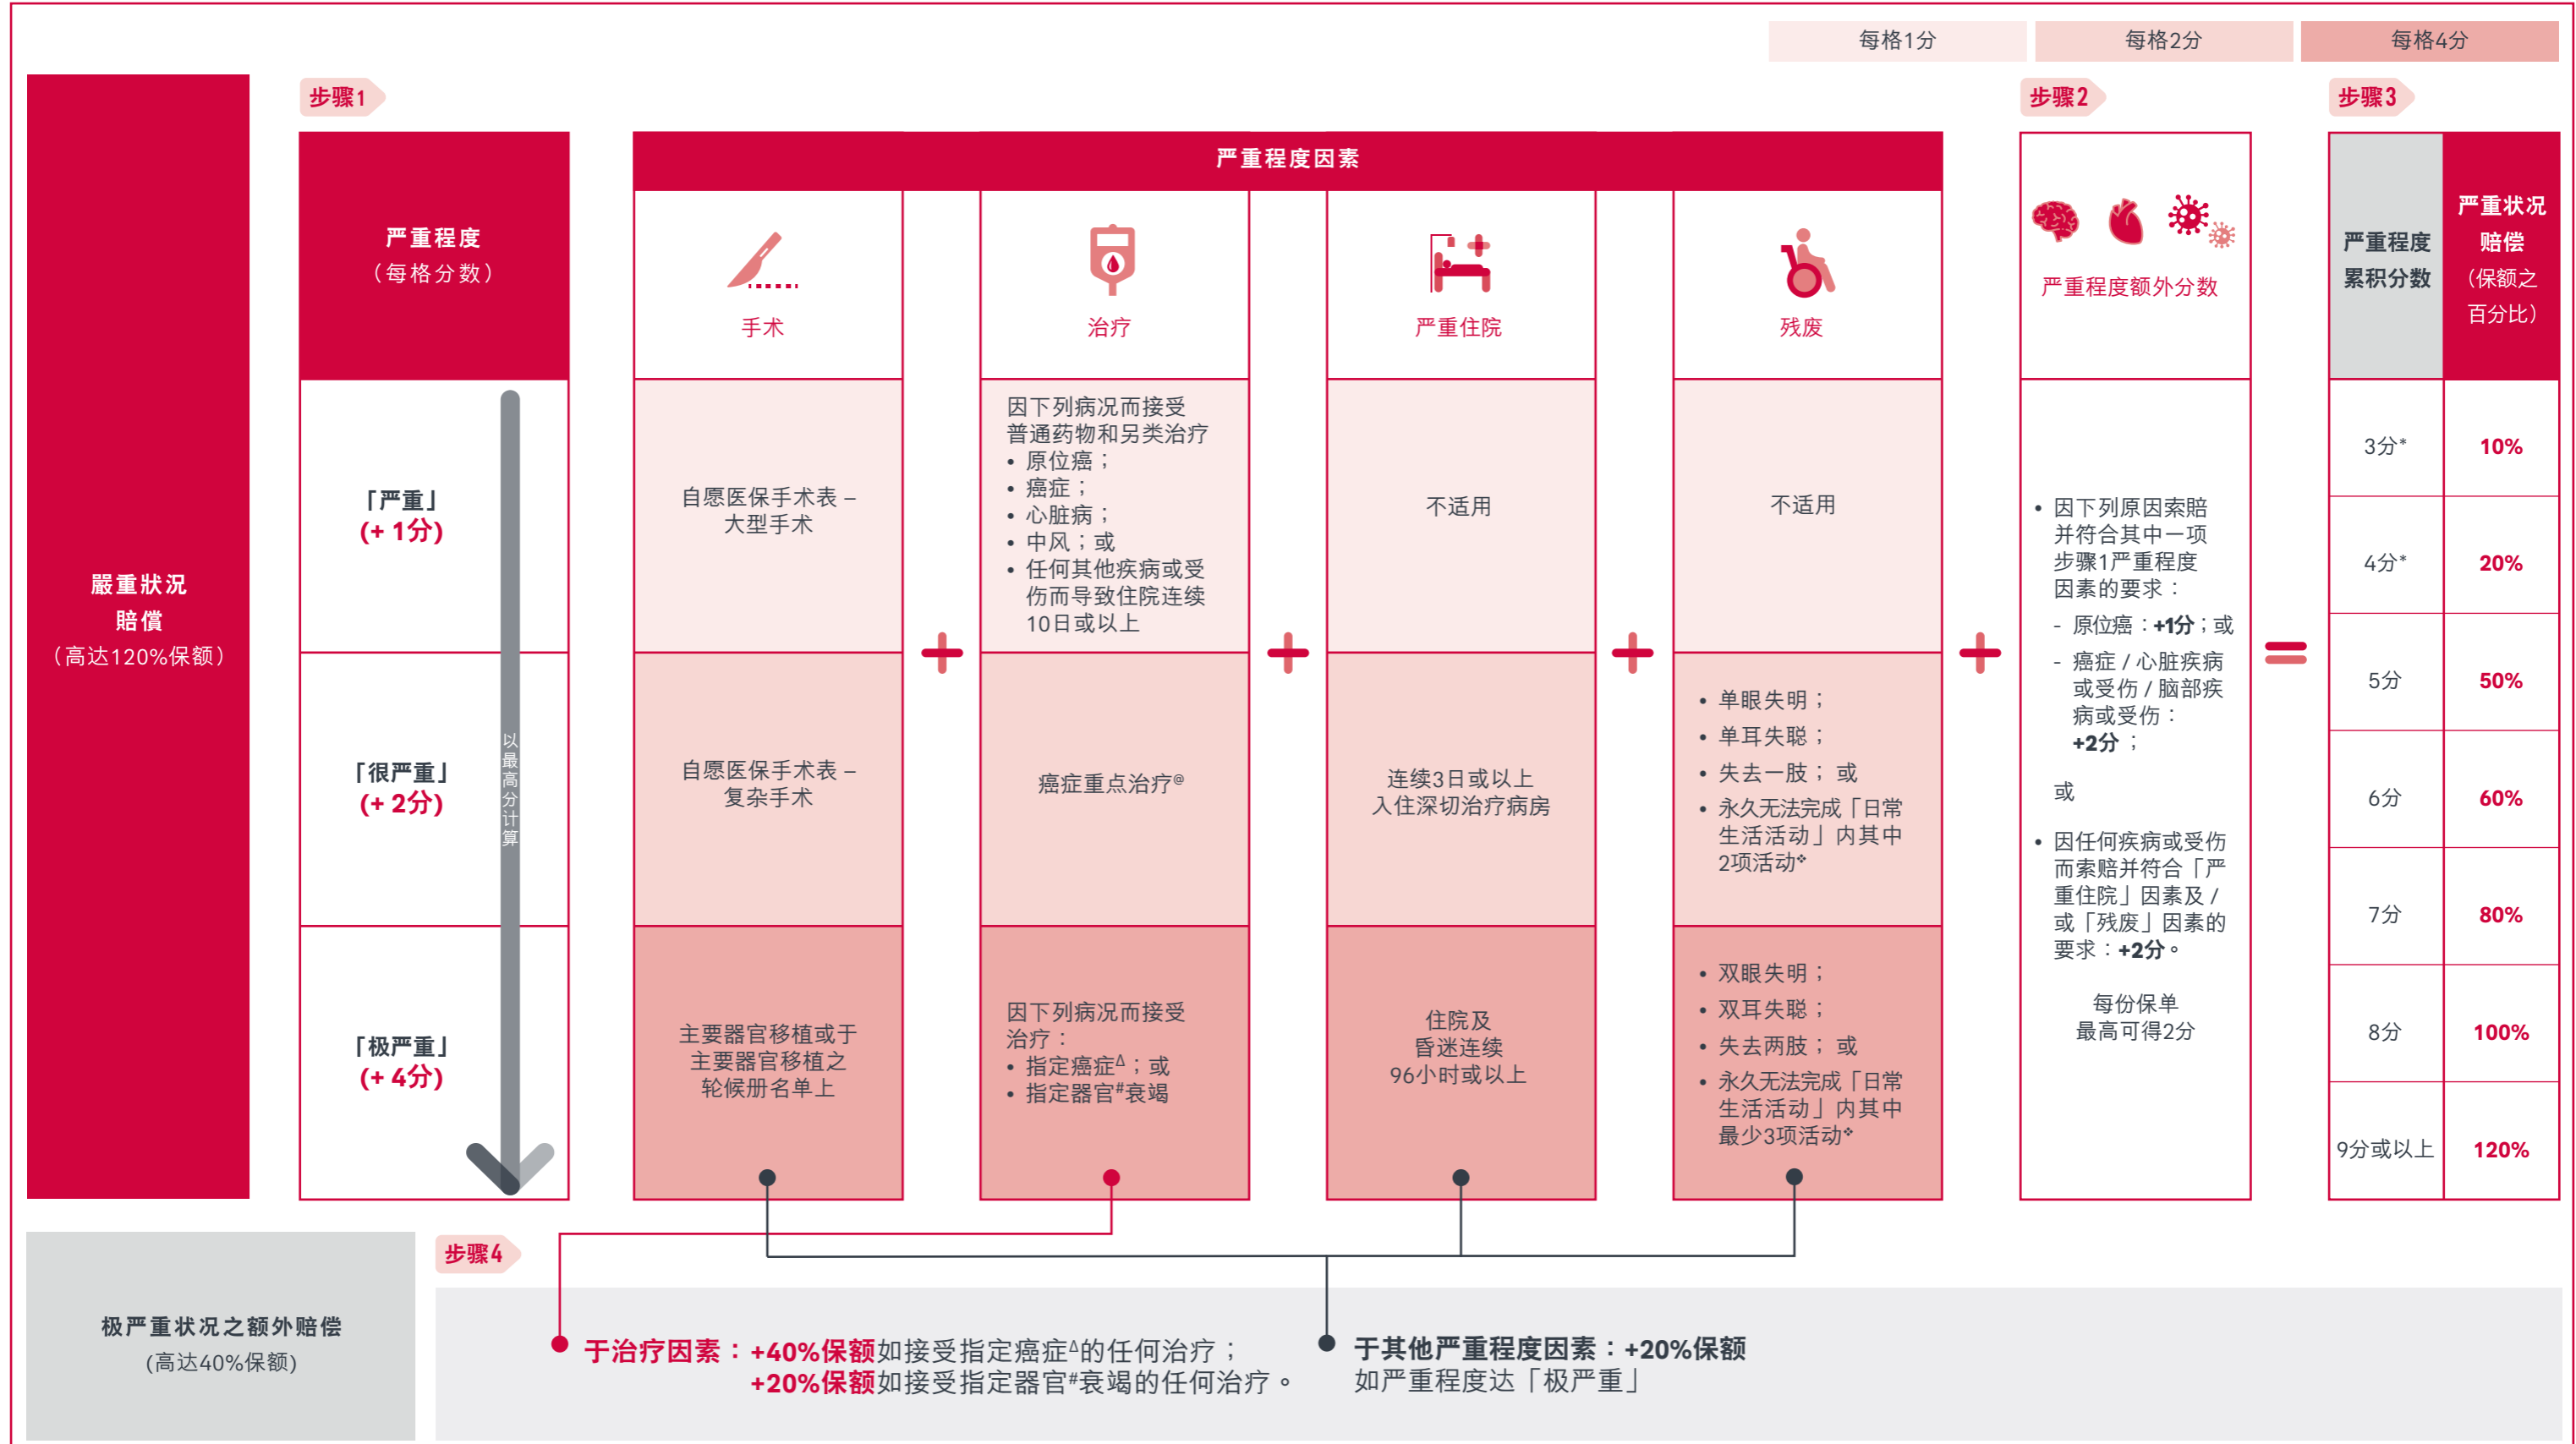 每格1分
每格2分
每格4分
嚴重狀況
賠償
（高达120%保额）
步骤1
严重程度
（每格分数）
「严重」
(+ 1分)
「很严重」
(+ 2分)
「极严重」
(+ 4分)
以最高分计算
严重程度因素
手术
自愿医保手术表 –
大型手术
自愿医保手术表 –
复杂手术
主要器官移植或于
主要器官移植之
轮候册名单上
+
治疗
因下列病况而接受
普通药物和另类治疗
• 原位癌；
• 癌症；
• 心脏病；
• 中风；或
• 任何其他疾病或受
伤而导致住院连续
10日或以上
癌症重点治疗@
因下列病况而接受
治疗：
• 指定癌症Δ；或
• 指定器官#衰竭
+
严重住院
不适用
连续3日或以上
入住深切治疗病房
住院及
昏迷连续
96小时或以上
+
残废
不适用
• 单眼失明；
• 单耳失聪；
• 失去一肢；或
• 永久无法完成「日常
生活活动」内其中
2项活动❖
• 双眼失明；
• 双耳失聪；
• 失去两肢；或
• 永久无法完成「日常
生活活动」内其中
最少3项活动❖
+
步骤2
严重程度额外分数
• 因下列原因索赔
并符合其中一项
步骤1严重程度
因素的要求：
- 原位癌：+1分；或
- 癌症 / 心脏疾病
或受伤 / 脑部疾
病或受伤：
+2分；
或
• 因任何疾病或受伤
而索赔并符合「严
重住院」因素及 /
或「残废」因素的
要求：+2分。
每份保单
最高可得2分
=
步骤3
严重程度
累积分数
严重状况
赔偿
（保额之
百分比）
3分* 10%
4分* 20%
5分 50%
6分 60%
7分 80%
8分 100%
9分或以上 120%
极严重状况之额外赔偿
(高达40%保额)
步骤4
于治疗因素：+40%保额如接受指定癌症Δ的任何治疗；
+20%保额如接受指定器官#衰竭的任何治疗。
于其他严重程度因素：+20%保额
如严重程度达「极严重」